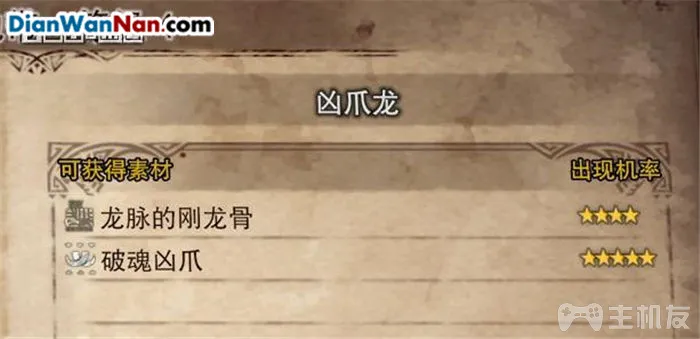 DianWanNan.com
凶爪龙
可获得素材 出现机率
龙脉的刚龙骨 ★★★★
破魂凶爪 ★★★★★
主机友